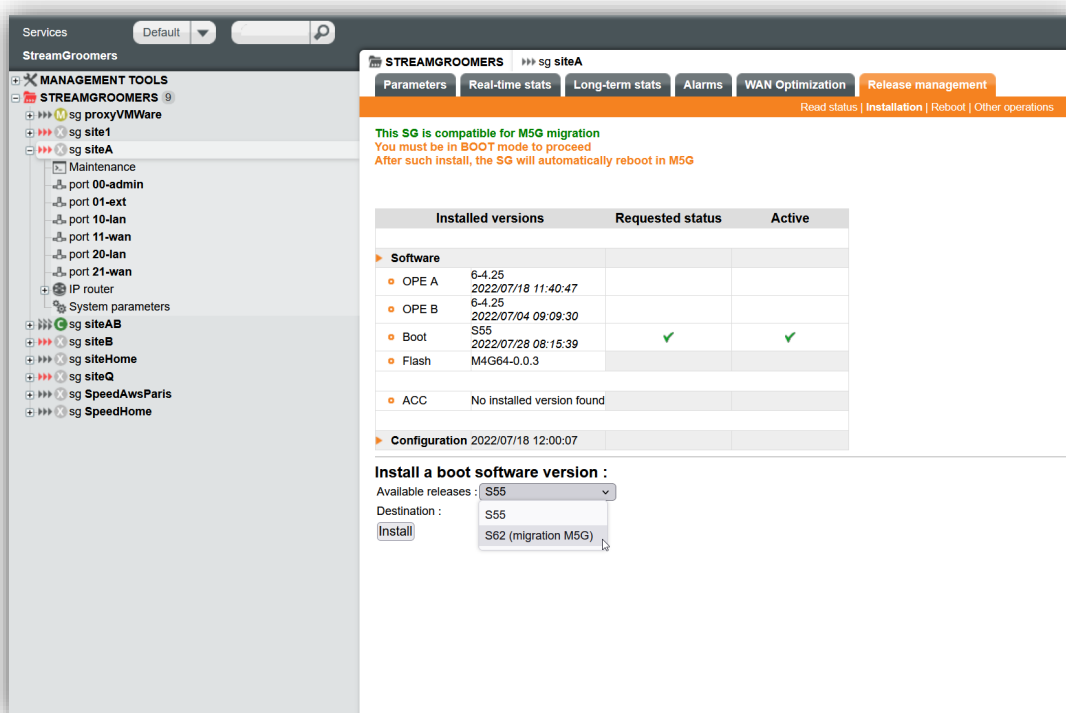 Services
Default
StreamGroomers
MANAGEMENT TOOLS
STREAMGROOMERS 9
M sg proxyVMWare
X sg site1
X sg siteA
Maintenance
port 00-admin
port 01-ext
port 10-lan
port 11-wan
port 20-lan
port 21-wan
IP router
System parameters
C sg siteAB
X sg siteB
X sg siteHome
X sg siteQ
X sg SpeedAwsParis
X sg SpeedHome
STREAMGROOMERS sg siteA
Parameters Real-time stats Long-term stats Alarms WAN Optimization Release management
Read status | Installation | Reboot | Other operations
This SG is compatible for M5G migration
You must be in BOOT mode to proceed
After such install, the SG will automatically reboot in M5G
Installed versions Requested status Active
Software
OPE A 6-4.25
2022/07/18 11:40:47
OPE B 6-4.25
2022/07/04 09:09:30
Boot S55
2022/07/28 08:15:39
Flash M4G64-0.0.3
ACC No installed version found
Configuration 2022/07/18 12:00:07
Install a boot software version :
Available releases : S55
Destination :
S55
Install
S62 (migration M5G)